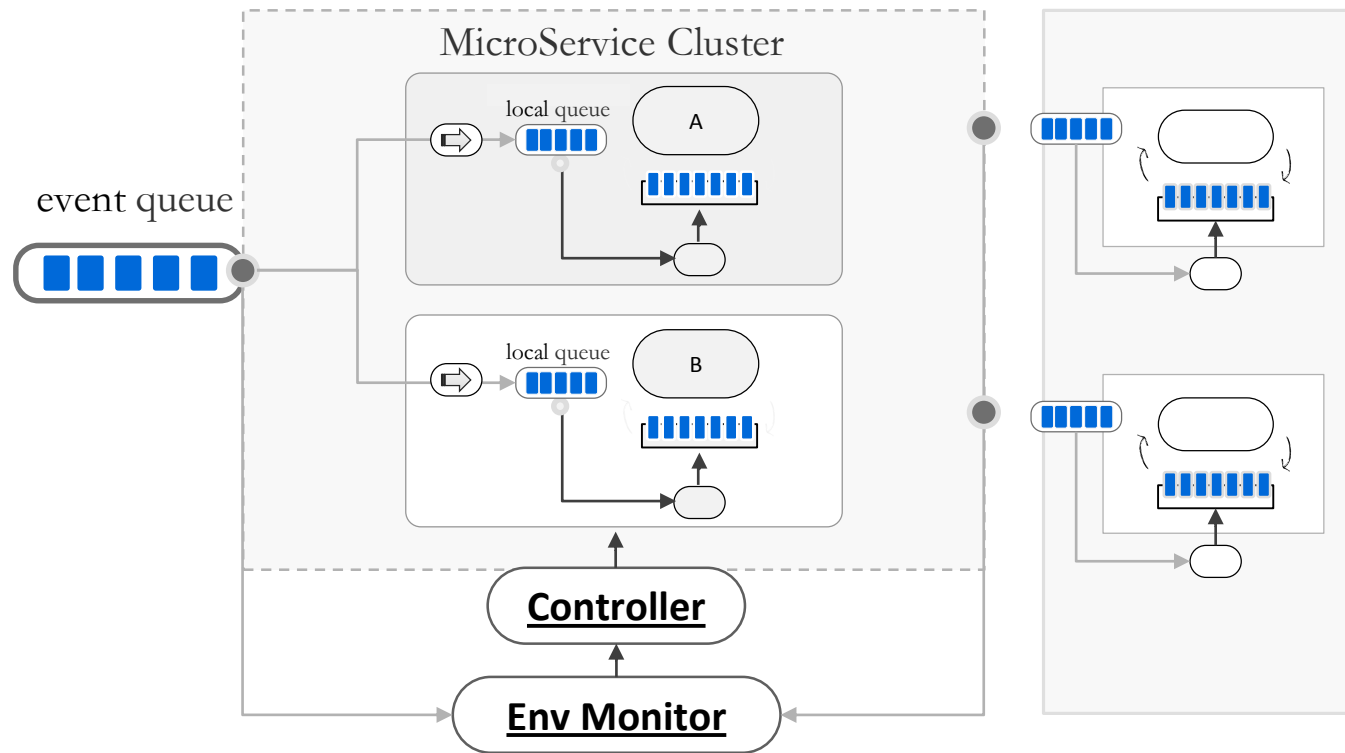 MicroService Cluster
local queue
A
event queue
local queue
B
Controller
Env Monitor